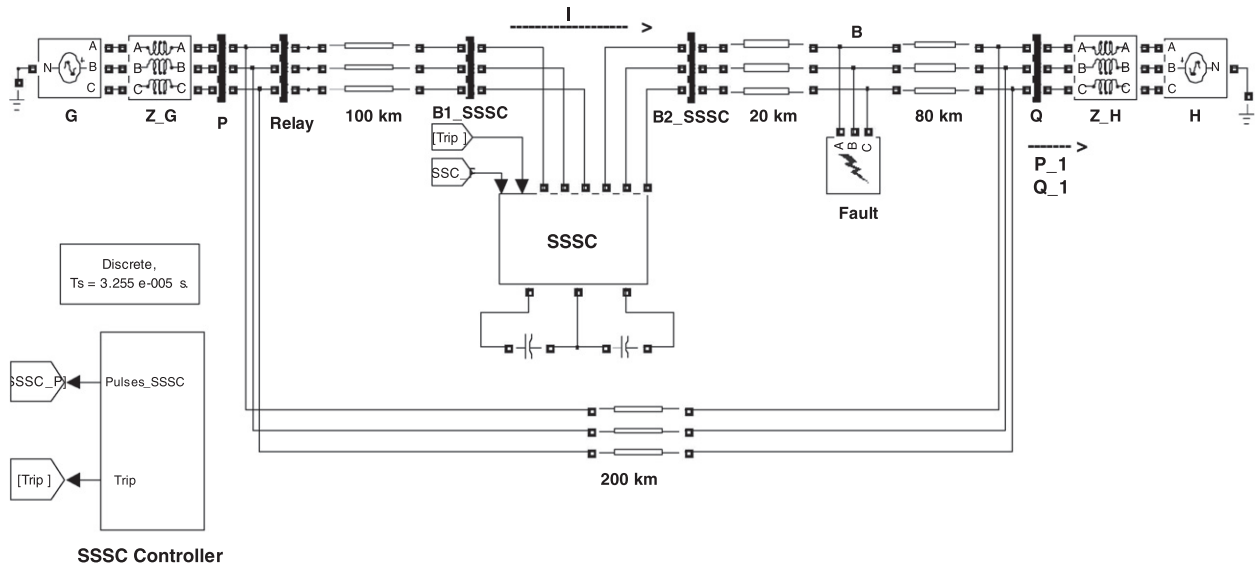 I
------------------ >
A
B
C
N
A A
B B
C C
G
Z_G
P
Relay
100 km
B1_SSSC
B2_SSSC
20 km
B
80 km
Q
A A
B B
C C
Z_H
A
B
C
N
H
[Trip ]
SSC_
A B C
Fault
------- >
P_1
Q_1
SSSC
Discrete,
Ts = 3.255 e-005 s.
SSSC_P]
Pulses_SSSC
[Trip ]
Trip
200 km
SSSC Controller